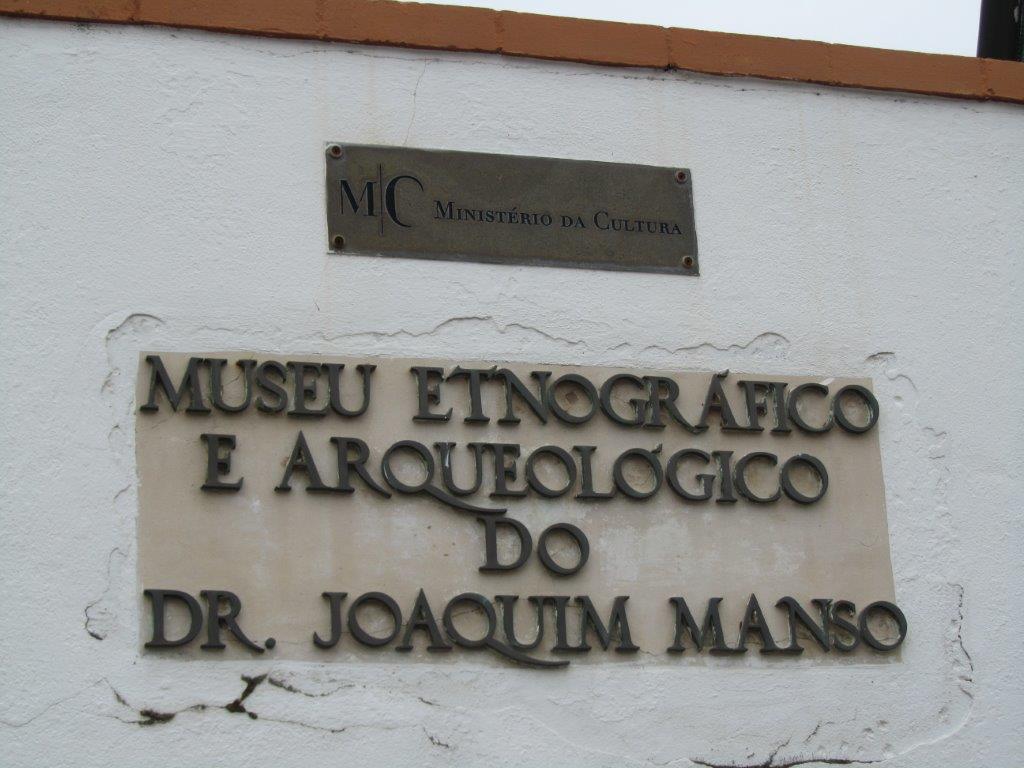 M|C MINISTÉRIO DA CULTURA
MUSEU ETNOGRÁFICO
E ARQUEOLÓGICO
DO
DR. JOAQUIM MANSO